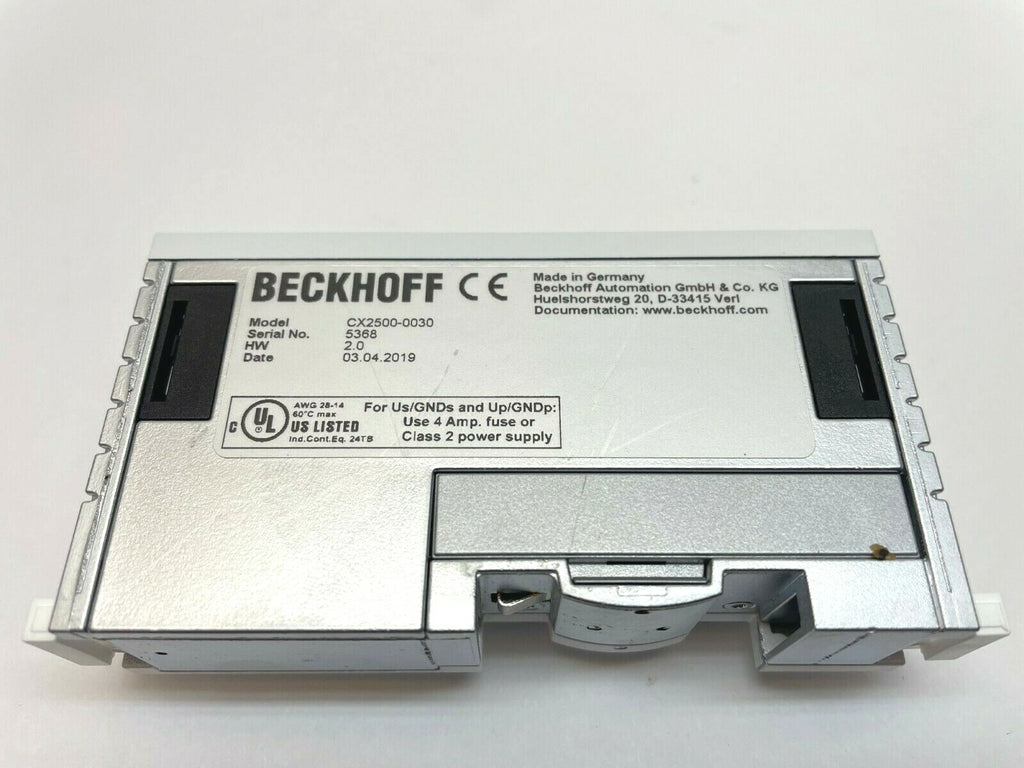 BECKHOFF CE
Made in Germany
Beckhoff Automation GmbH & Co. KG
Huelshorstweg 20, D-33415 Verl
Documentation: www.beckhoff.com
Model CX2500-0030
Serial No. 5368
HW 2.0
Date 03.04.2019
C UL US LISTED
AWG 28-14
60°C max
Ind.Cont.Eq. 24TB
For Us/GNDs and Up/GNDp:
Use 4 Amp. fuse or
Class 2 power supply